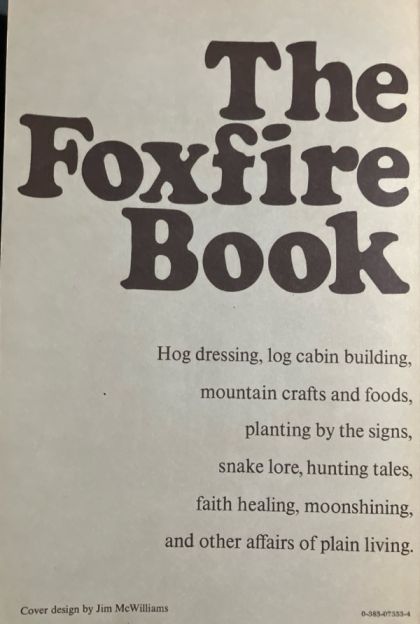 The
Foxfire
Book
Hog dressing, log cabin building,
mountain crafts and foods,
planting by the signs,
snake lore, hunting tales,
faith healing, moonshining,
and other affairs of plain living.
Cover design by Jim McWilliams
0-385-07353-4